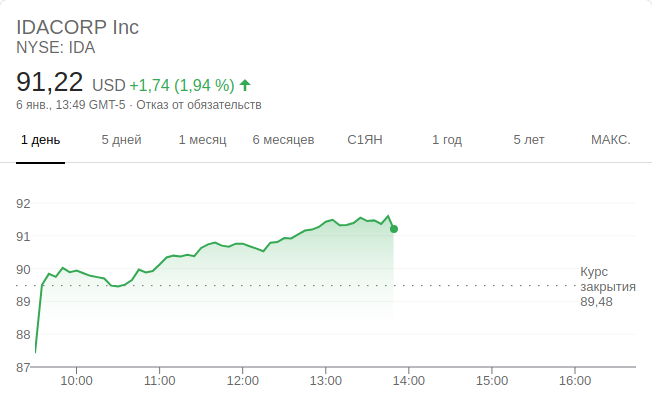 IDACORP Inc
NYSE: IDA
91,22 USD +1,74 (1,94 %)
6 янв., 13:49 GMT-5 · Отказ от обязательств
1 день 5 дней 1 месяц 6 месяцев С1ЯН 1 год 5 лет МАКС.
92
91
90
89
88
87
Курс
закрытия
89,48
10:00 11:00 12:00 13:00 14:00 15:00 16:00